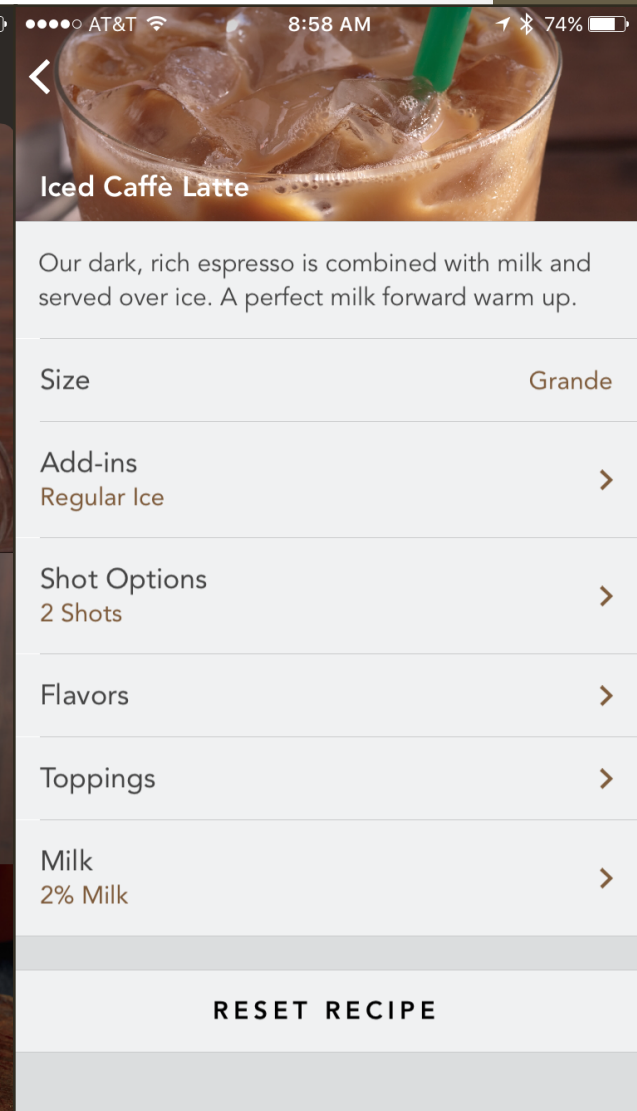 AT&T 8:58 AM 74%
Iced Caffè Latte
Our dark, rich espresso is combined with milk and
served over ice. A perfect milk forward warm up.
Size Grande
Add-ins
Regular Ice
Shot Options
2 Shots
Flavors
Toppings
Milk
2% Milk
RESET RECIPE